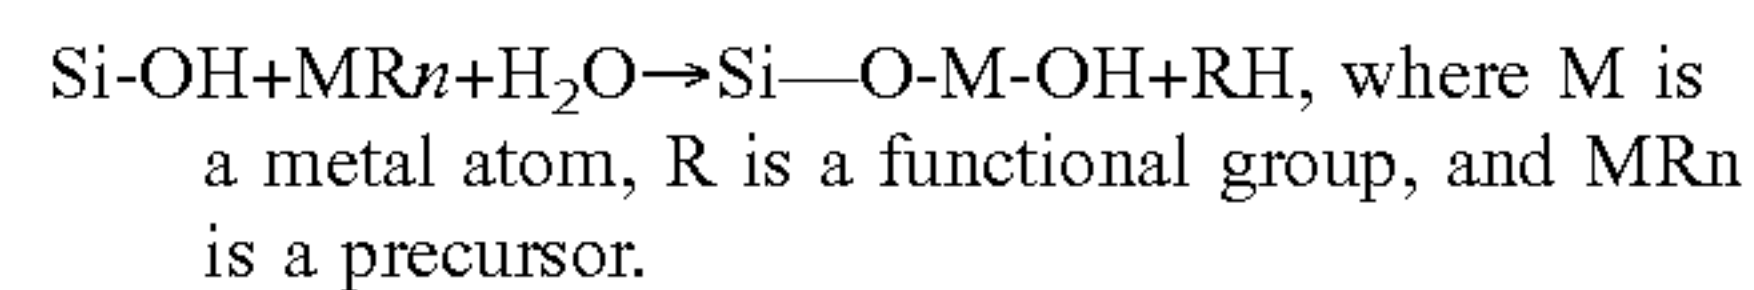 Si-OH+MRn+H₂O→Si—O-M-OH+RH, where M is
a metal atom, R is a functional group, and MRn
is a precursor.